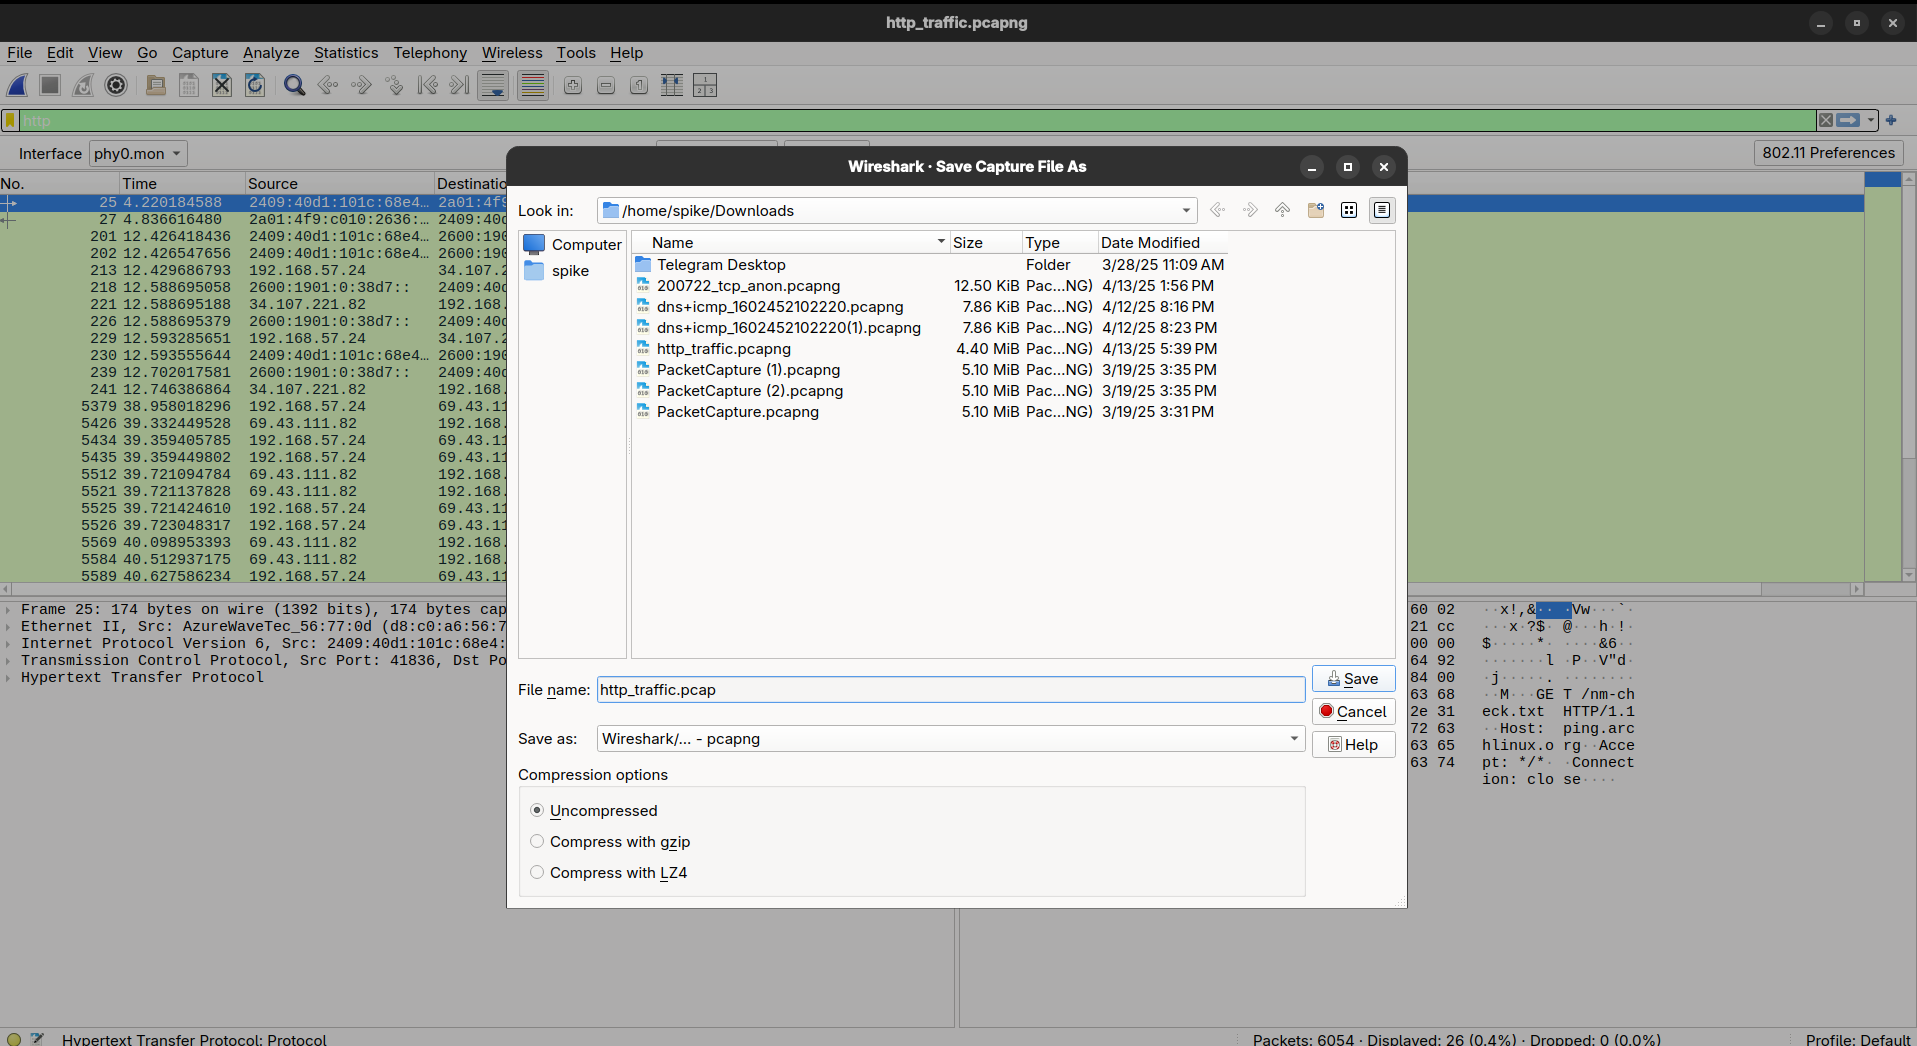 http_traffic.pcapng
File Edit View Go Capture Analyze Statistics Telephony Wireless Tools Help
http
Interface phy0.mon 802.11 Preferences
No. Time Source Destinatio
25 4.220184588 2409:40d1:101c:68e4… 2a01:4f9
27 4.836616480 2a01:4f9:c010:2636:… 2409:40d
201 12.426418436 2409:40d1:101c:68e4… 2600:190
202 12.426547656 2409:40d1:101c:68e4… 2600:190
213 12.429686793 192.168.57.24 34.107.2
218 12.588695058 2600:1901:0:38d7:: 2409:40d
221 12.588695188 34.107.221.82 192.168.
226 12.588695379 2600:1901:0:38d7:: 2409:40d
229 12.593285651 192.168.57.24 34.107.2
230 12.593555644 2409:40d1:101c:68e4… 2600:190
239 12.702017581 2600:1901:0:38d7:: 2409:40d
241 12.746386864 34.107.221.82 192.168.
5379 38.958018296 192.168.57.24 69.43.11
5426 39.332449528 69.43.111.82 192.168.
5434 39.359405785 192.168.57.24 69.43.11
5435 39.359449802 192.168.57.24 69.43.11
5512 39.721094784 69.43.111.82 192.168.
5521 39.721137828 69.43.111.82 192.168.
5525 39.721424610 192.168.57.24 69.43.11
5526 39.723048317 192.168.57.24 69.43.11
5569 40.098953393 69.43.111.82 192.168.
5584 40.512937175 69.43.111.82 192.168.
5589 40.627586234 192.168.57.24 69.43.11
Wireshark · Save Capture File As
Look in: /home/spike/Downloads
Computer
spike
Name Size Type Date Modified
Telegram Desktop Folder 3/28/25 11:09 AM
200722_tcp_anon.pcapng 12.50 KiB Pac...NG) 4/13/25 1:56 PM
dns+icmp_1602452102220.pcapng 7.86 KiB Pac...NG) 4/12/25 8:16 PM
dns+icmp_1602452102220(1).pcapng 7.86 KiB Pac...NG) 4/12/25 8:23 PM
http_traffic.pcapng 4.40 MiB Pac...NG) 4/13/25 5:39 PM
PacketCapture (1).pcapng 5.10 MiB Pac...NG) 3/19/25 3:35 PM
PacketCapture (2).pcapng 5.10 MiB Pac...NG) 3/19/25 3:35 PM
PacketCapture.pcapng 5.10 MiB Pac...NG) 3/19/25 3:31 PM
File name: http_traffic.pcap Save
Cancel
Save as: Wireshark/... - pcapng Help
Compression options
Uncompressed
Compress with gzip
Compress with LZ4
Frame 25: 174 bytes on wire (1392 bits), 174 bytes cap
Ethernet II, Src: AzureWaveTec_56:77:0d (d8:c0:a6:56:7
Internet Protocol Version 6, Src: 2409:40d1:101c:68e4:
Transmission Control Protocol, Src Port: 41836, Dst Po
Hypertext Transfer Protocol
60 02 ··x!,&·· ·Vw···`·
21 cc ···x·?$· @···h·!·
00 00 $·····*· ····&6··
64 92 ·······l ·P··V"d·
84 00 ·j·····. ········
63 68 ··M···GE T /nm-ch
2e 31 eck.txt HTTP/1.1
72 63 ··Host: ping.arc
63 65 hlinux.o rg··Acce
63 74 pt: */*· ·Connect
ion: clo se····
Hypertext Transfer Protocol: Protocol Packets: 6054 · Displayed: 26 (0.4%) · Dropped: 0 (0.0%) Profile: Default